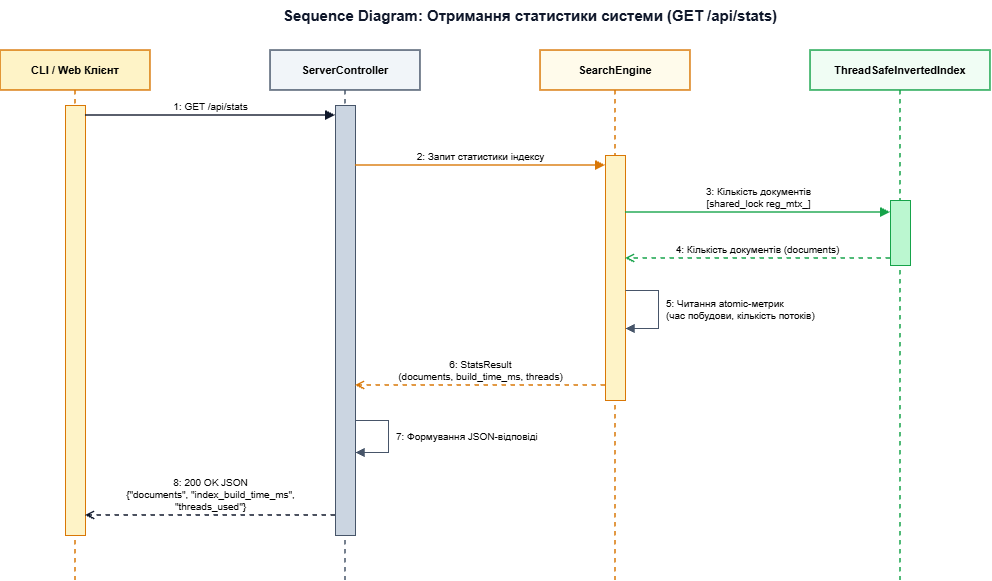 Sequence Diagram: Отримання статистики системи (GET /api/stats)
CLI / Web Клієнт
ServerController
SearchEngine
ThreadSafeInvertedIndex
1: GET /api/stats
2: Запит статистики індексу
3: Кількість документів
[shared_lock reg_mtx_]
4: Кількість документів (documents)
5: Читання atomic-метрик
(час побудови, кількість потоків)
6: StatsResult
(documents, build_time_ms, threads)
7: Формування JSON-відповіді
8: 200 OK JSON
{"documents", "index_build_time_ms",
"threads_used"}